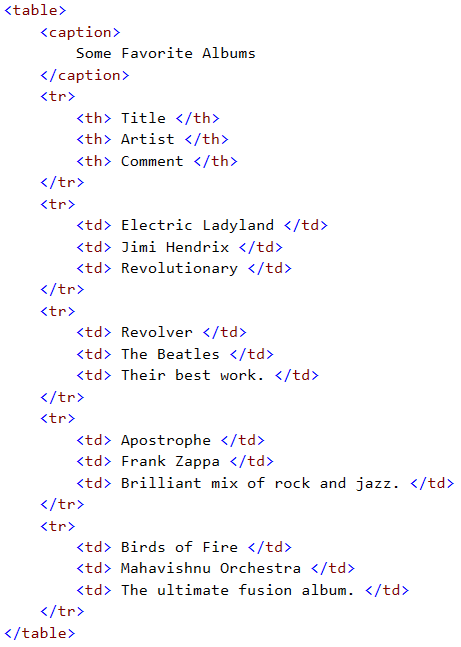 <table>
    <caption>
        Some Favorite Albums
    </caption>
    <tr>
        <th> Title </th>
        <th> Artist </th>
        <th> Comment </th>
    </tr>
    <tr>
        <td> Electric Ladyland </td>
        <td> Jimi Hendrix </td>
        <td> Revolutionary </td>
    </tr>
    <tr>
        <td> Revolver </td>
        <td> The Beatles </td>
        <td> Their best work. </td>
    </tr>
    <tr>
        <td> Apostrophe </td>
        <td> Frank Zappa </td>
        <td> Brilliant mix of rock and jazz. </td>
    </tr>
    <tr>
        <td> Birds of Fire </td>
        <td> Mahavishnu Orchestra </td>
        <td> The ultimate fusion album. </td>
    </tr>
</table>